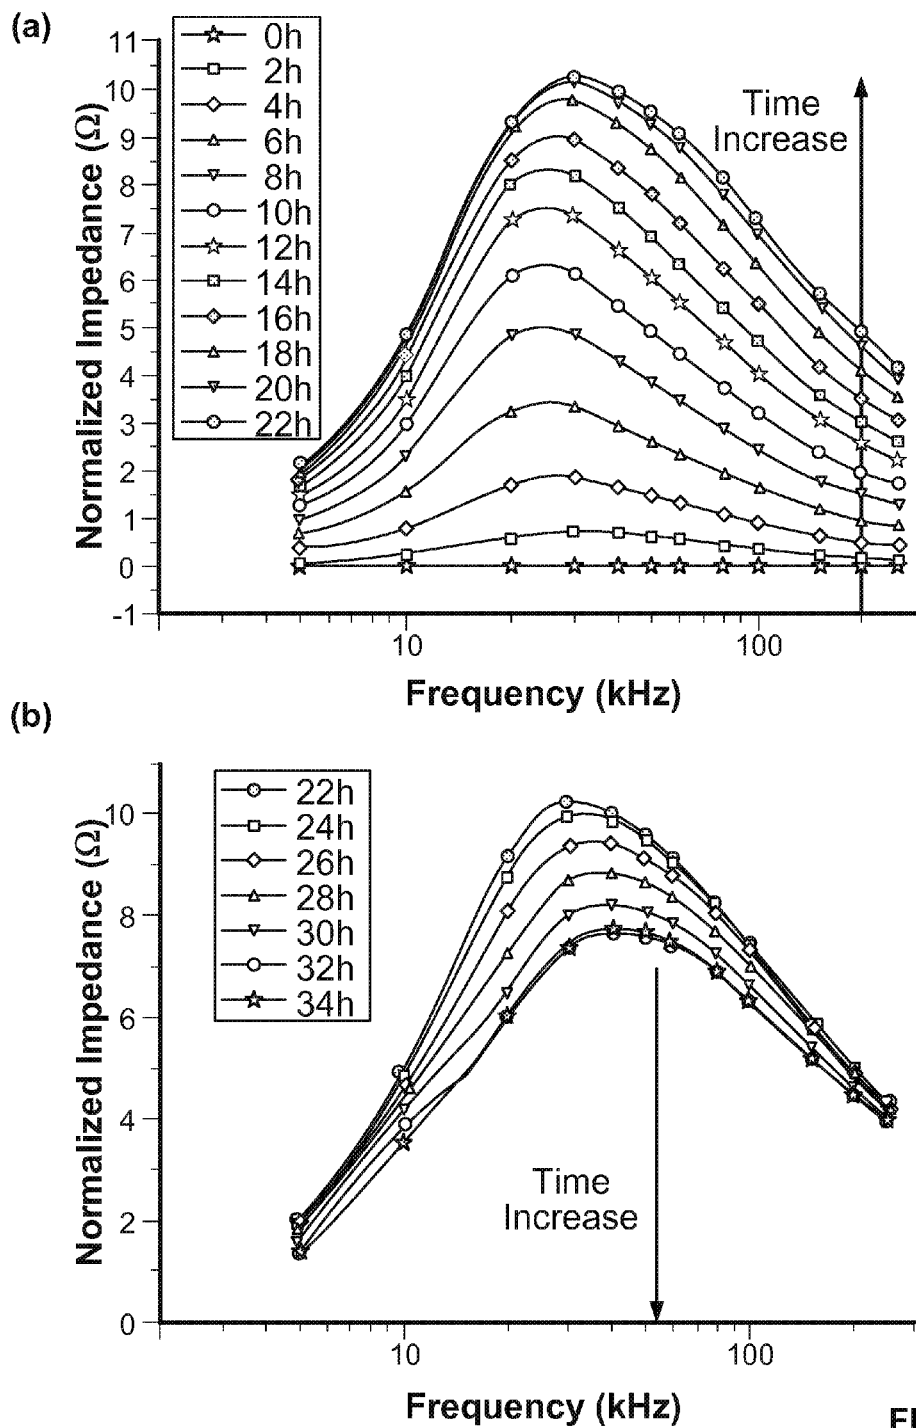 (a)
0h
2h
4h
6h
8h
10h
12h
14h
16h
18h
20h
22h
Time
Increase
Normalized Impedance (Ω)
11
10
9
8
7
6
5
4
3
2
1
0
-1
10
100
Frequency (kHz)
(b)
22h
24h
26h
28h
30h
32h
34h
Time
Increase
Normalized Impedance (Ω)
10
8
6
4
2
0
10
100
Frequency (kHz)